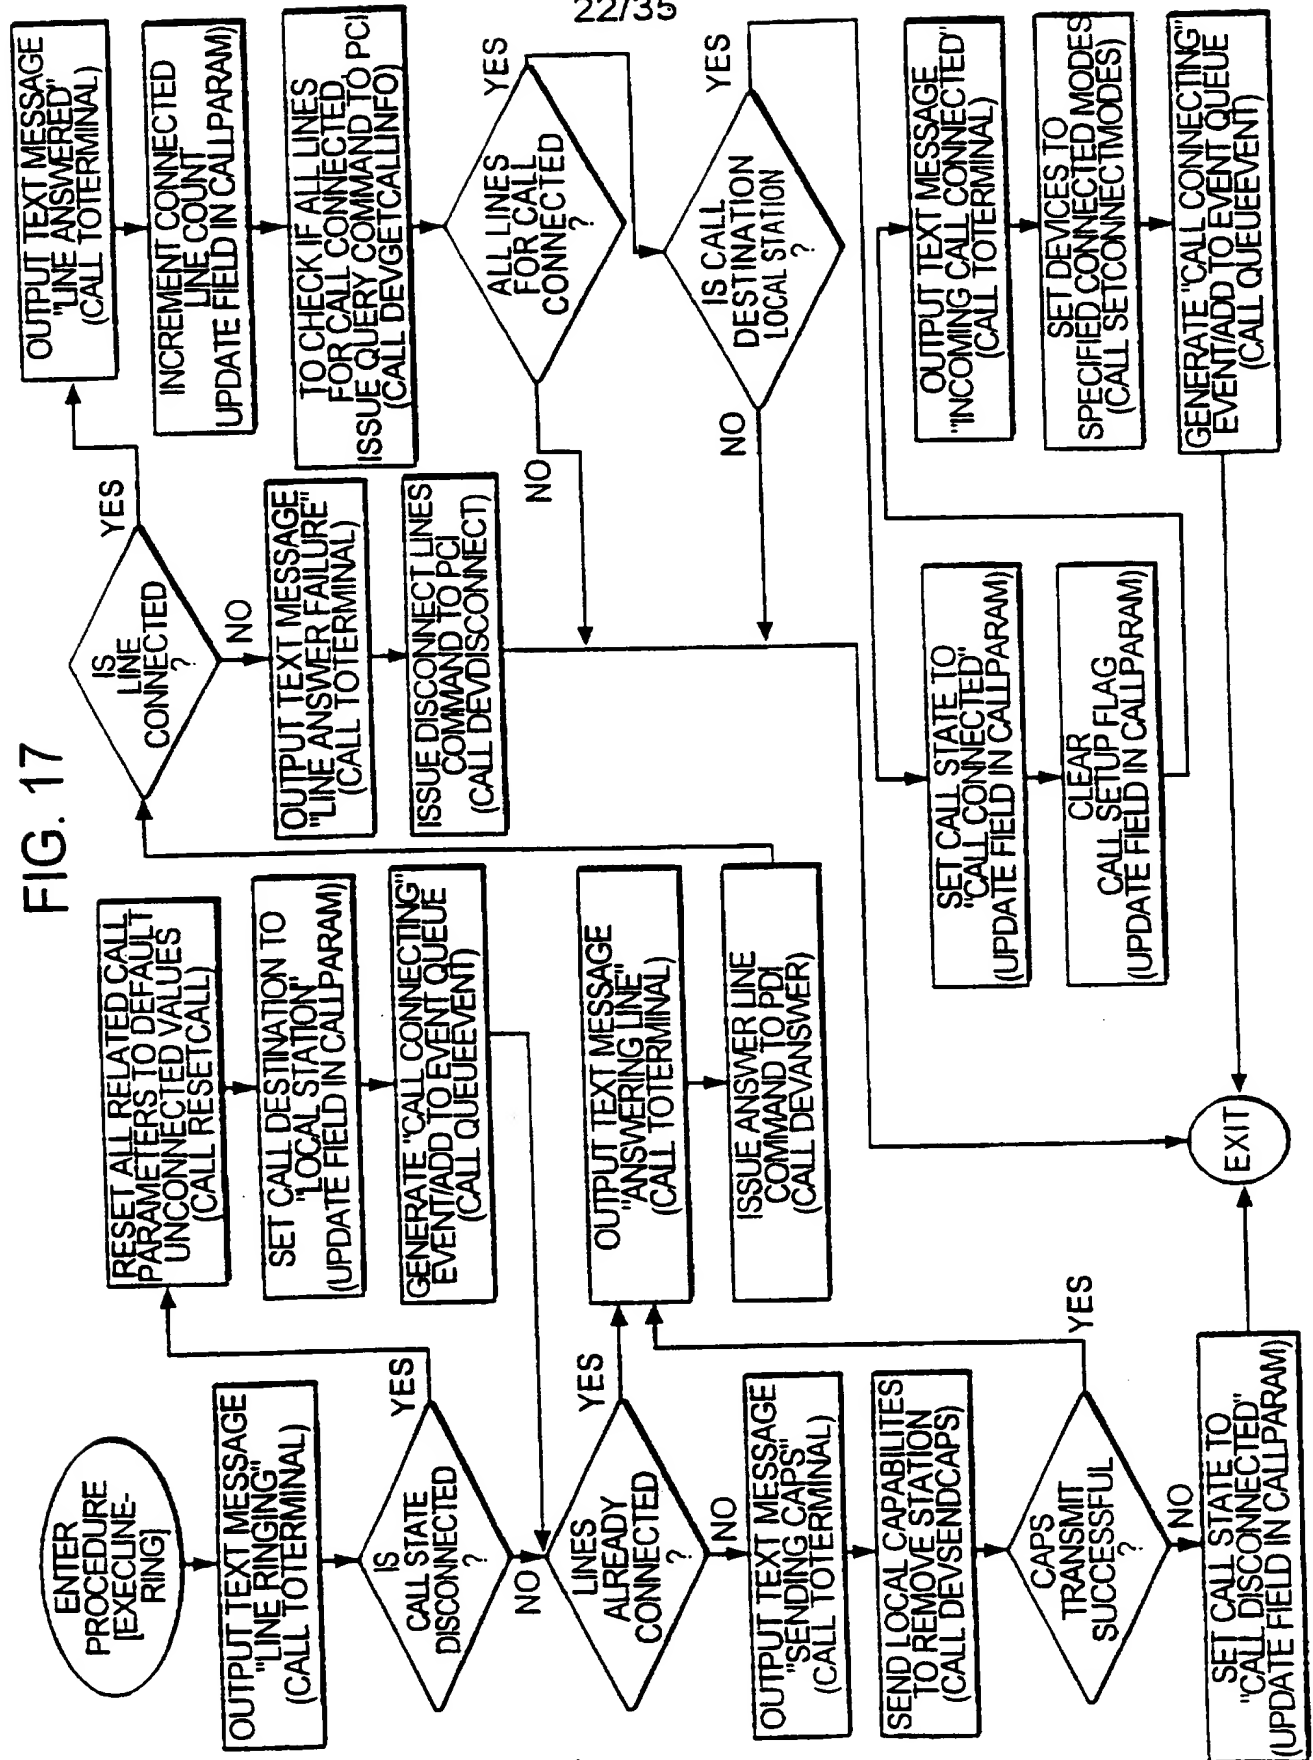 22/35
FIG. 17
ENTER
PROCEDURE
[EXECLINE-
RING]
OUTPUT TEXT MESSAGE
"LINE RINGING"
(CALL TOTERMINAL)
IS
CALL STATE
DISCONNECTED
?
YES
NO
RESET ALL RELATED CALL
PARAMETERS TO DEFAULT
UNCONNECTED VALUES
(CALL RESETCALL)
SET CALL DESTINATION TO
"LOCAL STATION"
(UPDATE FIELD IN CALLPARAM)
GENERATE "CALL CONNECTING"
EVENT/ADD TO EVENT QUEUE
(CALL QUEUEEVENT)
LINES
ALREADY
CONNECTED
?
YES
NO
OUTPUT TEXT MESSAGE
"SENDING CAPS"
(CALL TOTERMINAL)
SEND LOCAL CAPABILITES
TO REMOVE STATION
(CALL DEVSENDCAPS)
CAPS
TRANSMIT
SUCCESSFUL
?
YES
NO
SET CALL STATE TO
"CALL DISCONNECTED"
(UPDATE FIELD IN CALLPARAM)
OUTPUT TEXT MESSAGE
"ANSWERING LINE"
(CALL TOTERMINAL)
ISSUE ANSWER LINE
COMMAND TO PDI
(CALL DEVANSWER)
IS
LINE
CONNECTED
?
YES
NO
OUTPUT TEXT MESSAGE
"LINE ANSWER FAILURE"
(CALL TOTERMINAL)
ISSUE DISCONNECT LINES
COMMAND TO PCI
(CALL DEVDISCONNECT)
OUTPUT TEXT MESSAGE
"LINE ANSWERED"
(CALL TOTERMINAL)
INCREMENT CONNECTED
LINE COUNT
UPDATE FIELD IN CALLPARAM)
TO CHECK IF ALL LINES
FOR CALL CONNECTED,
ISSUE QUERY COMMAND TO PCI
(CALL DEVGETCALLINFO)
ALL LINES
FOR CALL
CONNECTED
?
YES
NO
IS CALL
DESTINATION
LOCAL STATION
?
YES
NO
SET CALL STATE TO
"CALL CONNECTED"
(UPDATE FIELD IN CALLPARAM)
CLEAR
CALL SETUP FLAG
(UPDATE FIELD IN CALLPARAM)
OUTPUT TEXT MESSAGE
"INCOMING CALL CONNECTED"
(CALL TOTERMINAL)
SET DEVICES TO
SPECIFIED CONNECTED MODES
(CALL SETCONNECTMODES)
GENERATE "CALL CONNECTING"
EVENT/ADD TO EVENT QUEUE
(CALL QUEUEEVENT)
EXIT